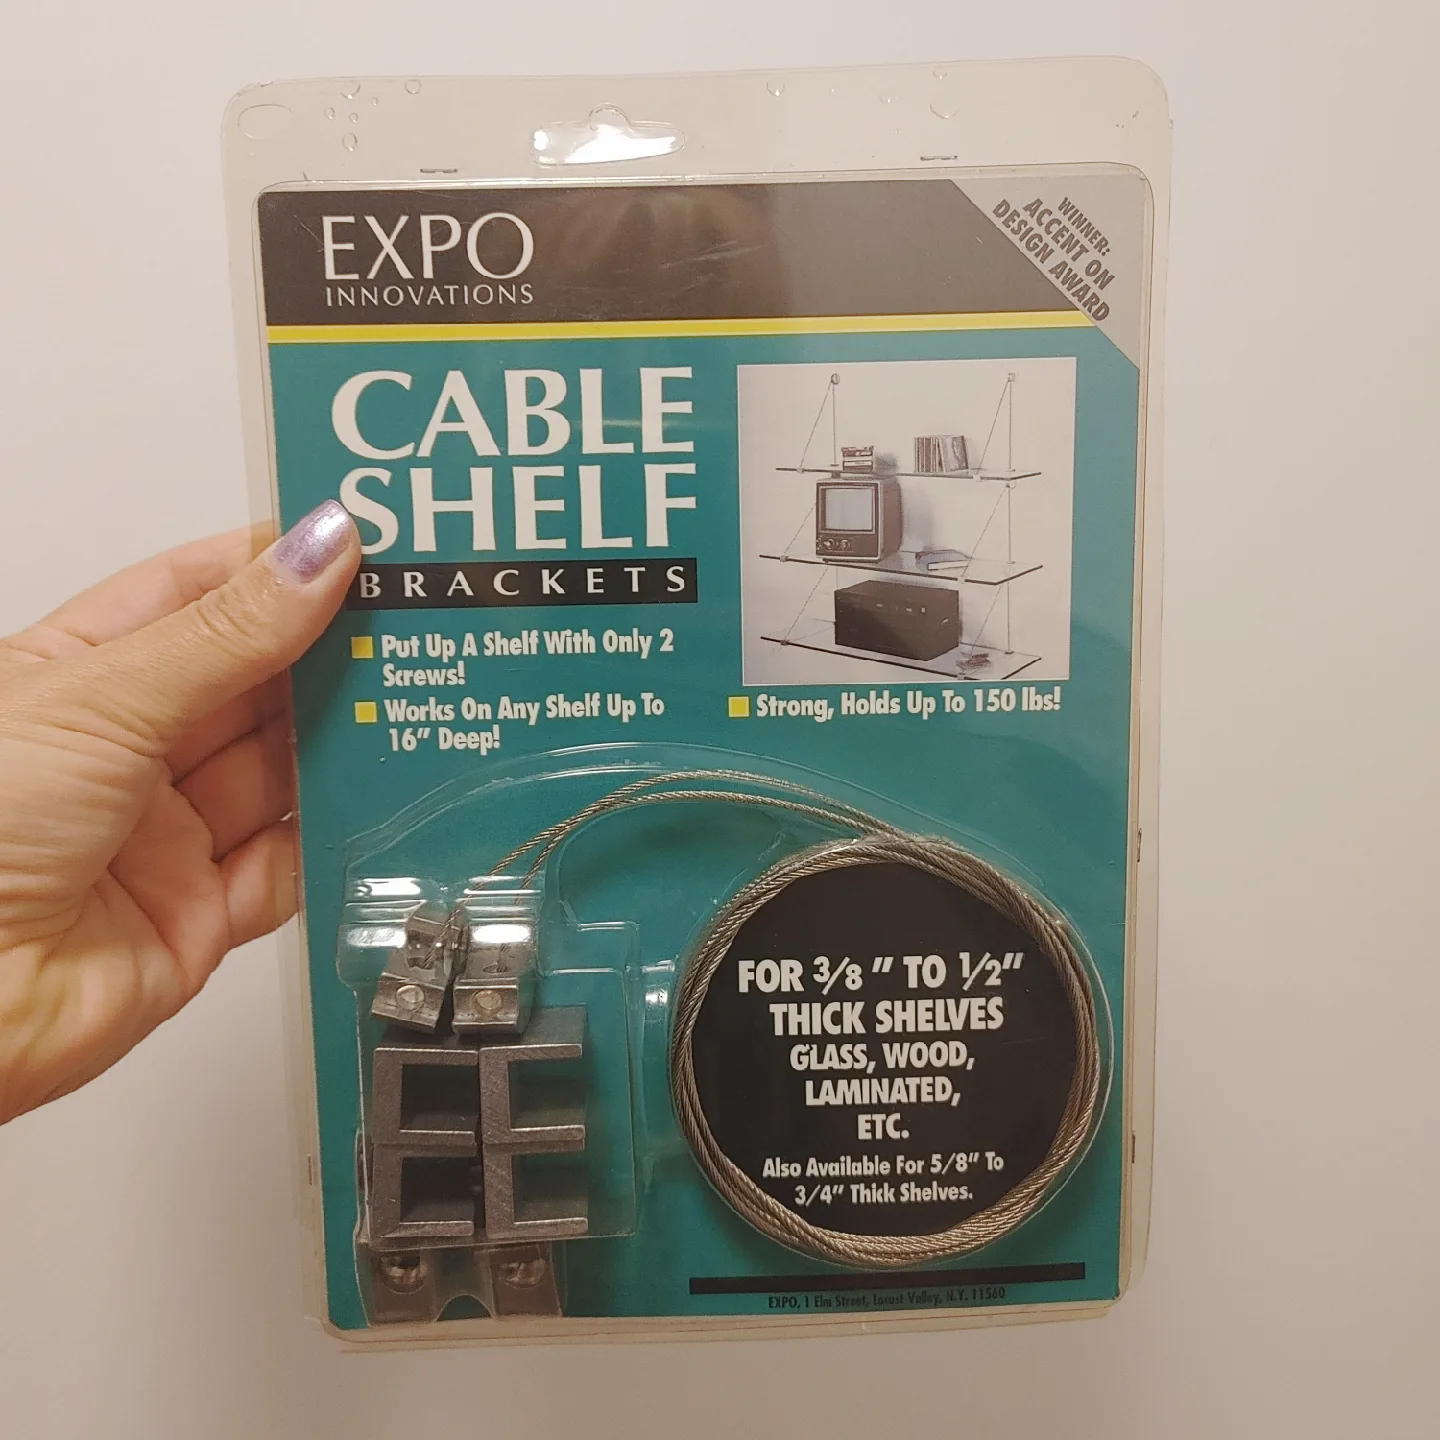 EXPO
INNOVATIONS
WINNER:
ACCENT ON
DESIGN AWARD
CABLE
SHELF
BRACKETS
Put Up A Shelf With Only 2
Screws!
Works On Any Shelf Up To
16" Deep!
Strong, Holds Up To 150 lbs!
FOR 3/8 " TO 1/2"
THICK SHELVES
GLASS, WOOD,
LAMINATED,
ETC.
Also Available For 5/8" To
3/4" Thick Shelves.
EXPO, 1 Elm Street, Locust Valley, N.Y. 11560